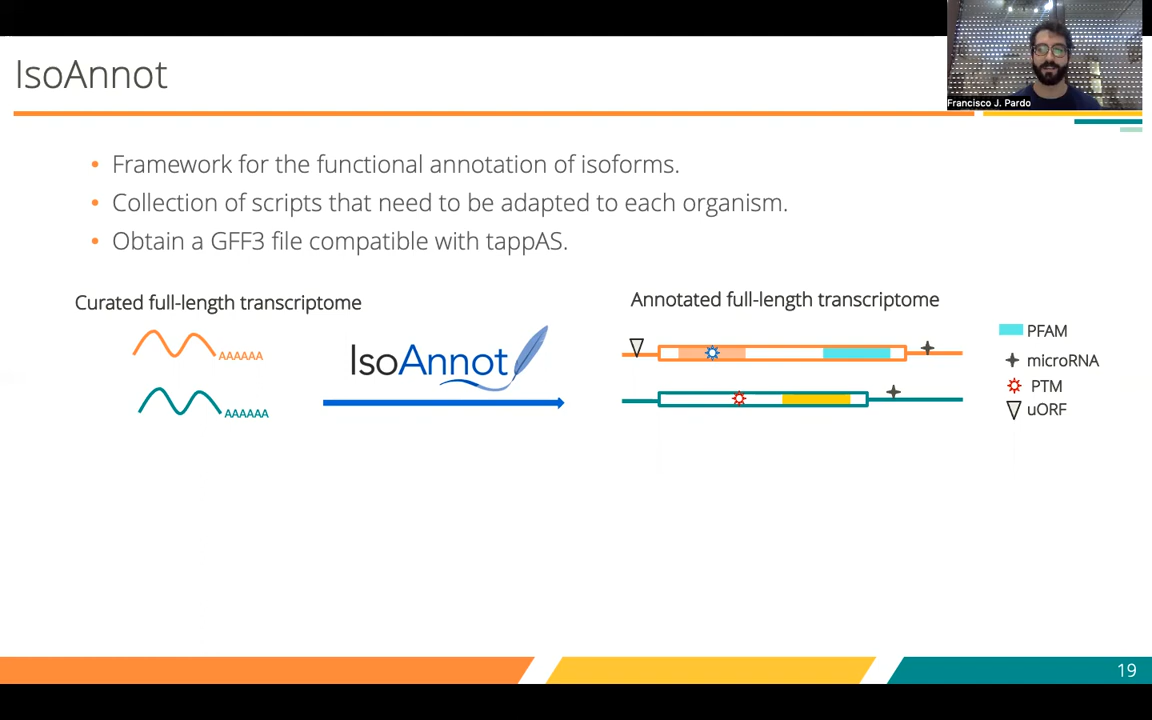 IsoAnnot
Francisco J. Pardo
• Framework for the functional annotation of isoforms.
• Collection of scripts that need to be adapted to each organism.
• Obtain a GFF3 file compatible with tappAS.
Curated full-length transcriptome
AAAAAA
AAAAAA
IsoAnnot
Annotated full-length transcriptome
PFAM
microRNA
PTM
uORF
19